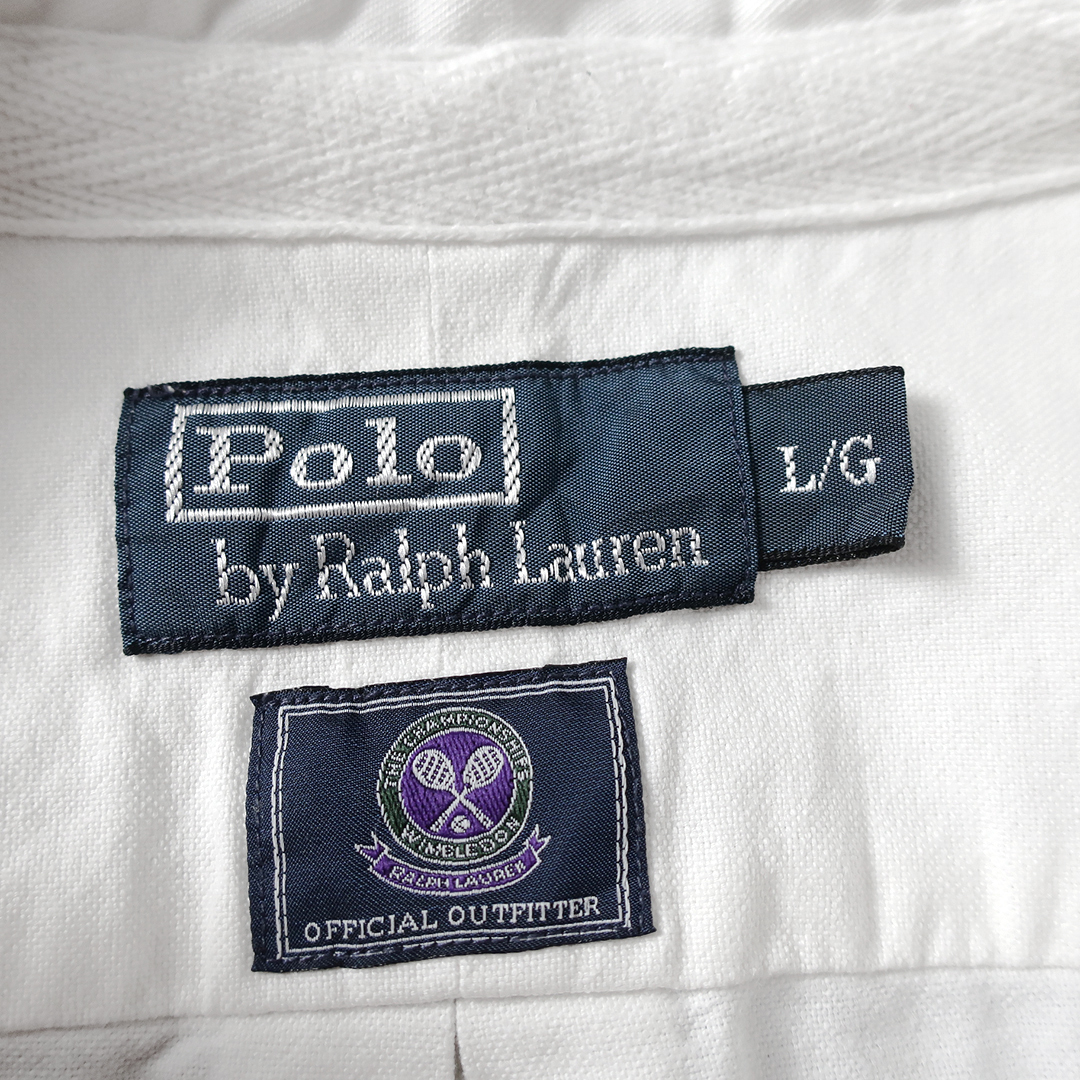 Polo
by Ralph Lauren
L/G
THE CHAMPIONSHIPS
WIMBLEDON
RALPH LAUREN
OFFICIAL OUTFITTER